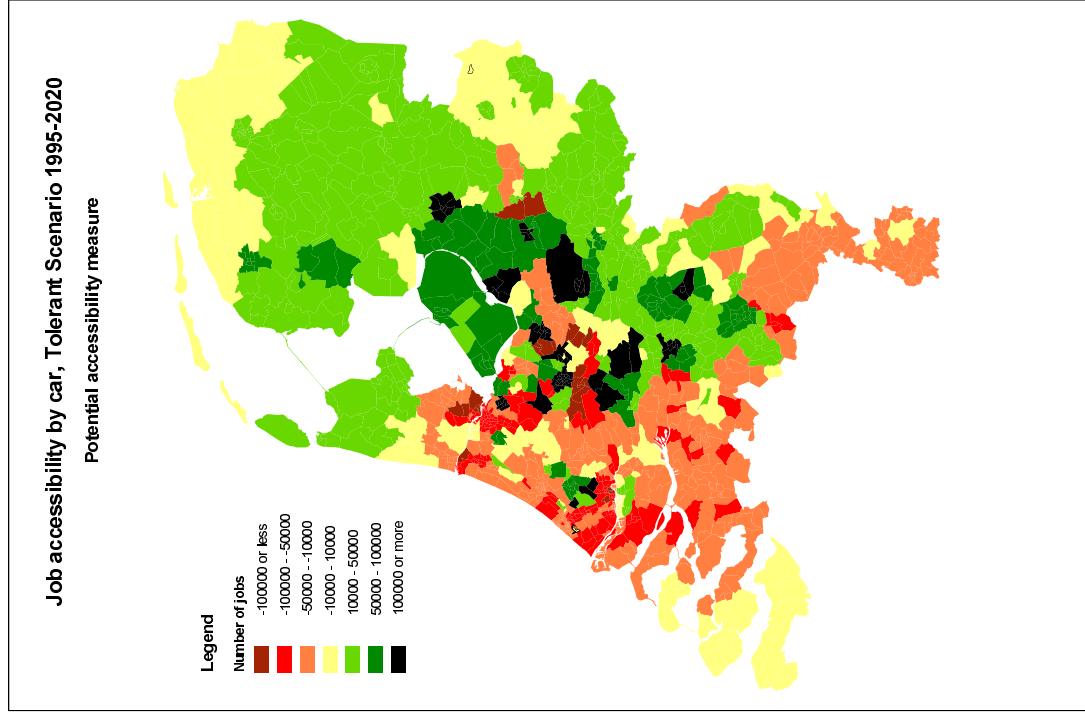 Job accessibility by car, Tolerant Scenario 1995-2020
Potential accessibility measure
Legend
Number of jobs
-100000 or less
-100000 - -50000
-50000 - -10000
-10000 - 10000
10000 - 50000
50000 - 100000
100000 or more